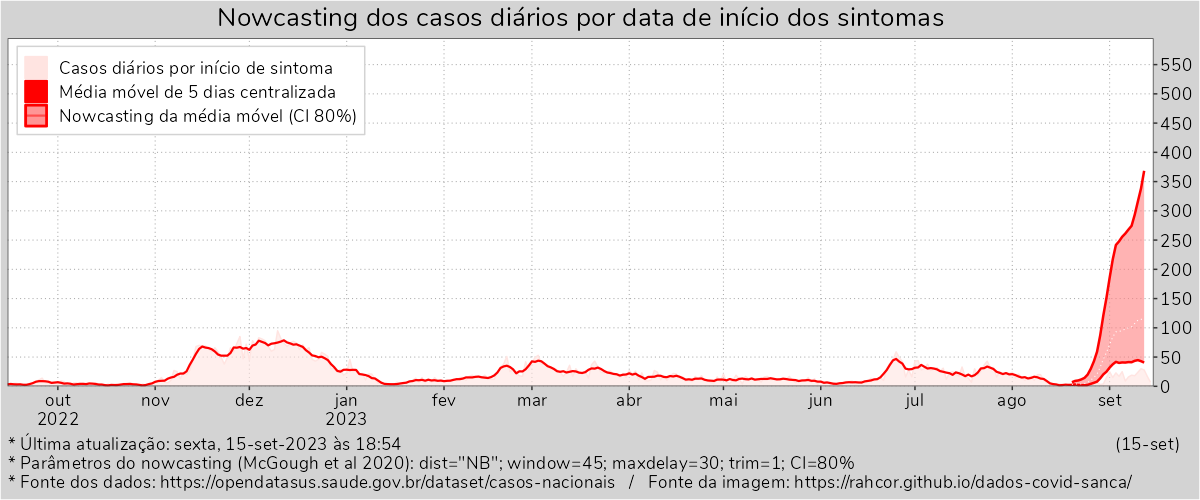 Nowcasting dos casos diários por data de início dos sintomas
Casos diários por início de sintoma
Média móvel de 5 dias centralizada
Nowcasting da média móvel (CI 80%)
550
500
450
400
350
300
250
200
150
100
50
0
out nov dez jan fev mar abr mai jun jul ago set
2022 2023
* Última atualização: sexta, 15-set-2023 às 18:54 (15-set)
* Parâmetros do nowcasting (McGough et al 2020): dist="NB"; window=45; maxdelay=30; trim=1; CI=80%
* Fonte dos dados: https://opendatasus.saude.gov.br/dataset/casos-nacionais / Fonte da imagem: https://rahcor.github.io/dados-covid-sanca/